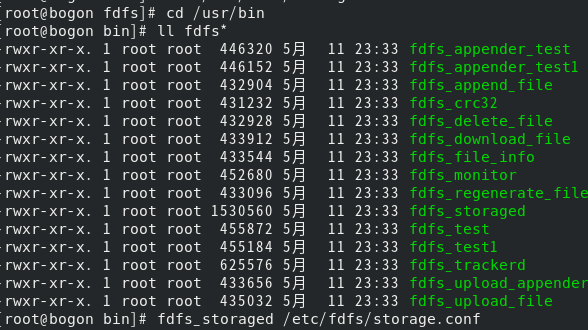 [root@bogon fdfs]# cd /usr/bin
[root@bogon bin]# ll fdfs*
-rwxr-xr-x. 1 root root  446320 5月  11 23:33 fdfs_appender_test
-rwxr-xr-x. 1 root root  446152 5月  11 23:33 fdfs_appender_test1
-rwxr-xr-x. 1 root root  432904 5月  11 23:33 fdfs_append_file
-rwxr-xr-x. 1 root root  431232 5月  11 23:33 fdfs_crc32
-rwxr-xr-x. 1 root root  432928 5月  11 23:33 fdfs_delete_file
-rwxr-xr-x. 1 root root  433912 5月  11 23:33 fdfs_download_file
-rwxr-xr-x. 1 root root  433544 5月  11 23:33 fdfs_file_info
-rwxr-xr-x. 1 root root  452680 5月  11 23:33 fdfs_monitor
-rwxr-xr-x. 1 root root  433096 5月  11 23:33 fdfs_regenerate_file
-rwxr-xr-x. 1 root root 1530560 5月  11 23:33 fdfs_storaged
-rwxr-xr-x. 1 root root  455872 5月  11 23:33 fdfs_test
-rwxr-xr-x. 1 root root  455184 5月  11 23:33 fdfs_test1
-rwxr-xr-x. 1 root root  625576 5月  11 23:33 fdfs_trackerd
-rwxr-xr-x. 1 root root  433656 5月  11 23:33 fdfs_upload_appender
-rwxr-xr-x. 1 root root  435032 5月  11 23:33 fdfs_upload_file
[root@bogon bin]# fdfs_storaged /etc/fdfs/storage.conf